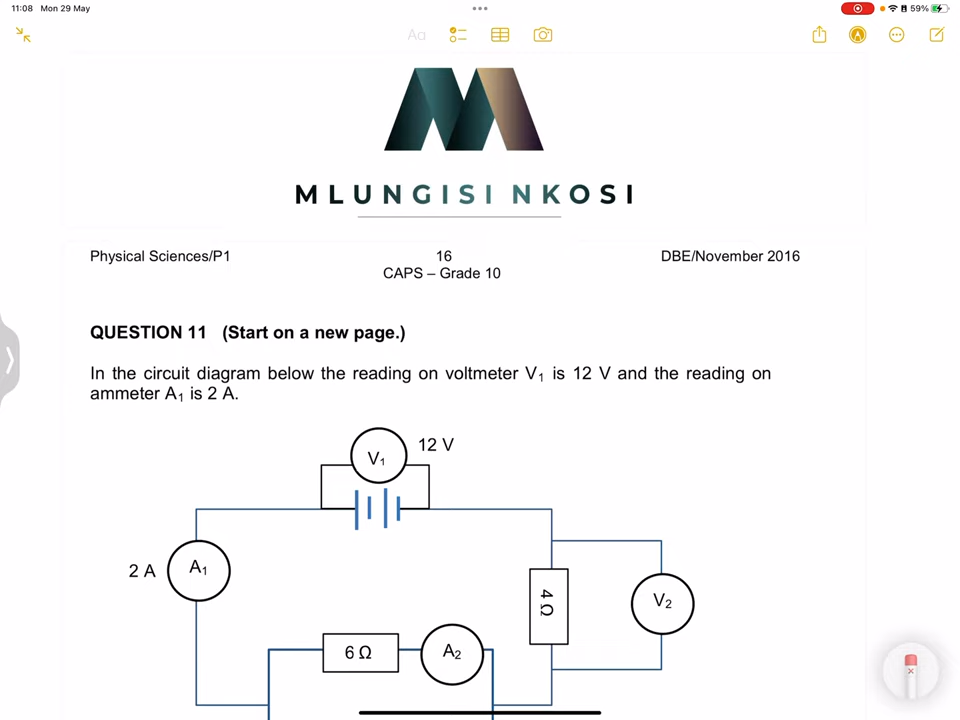 11:08 Mon 29 May
59%
Aa
MLUNGISI NKOSI
Physical Sciences/P1 16 DBE/November 2016
CAPS – Grade 10
QUESTION 11 (Start on a new page.)
In the circuit diagram below the reading on voltmeter V₁ is 12 V and the reading on
ammeter A₁ is 2 A.
12 V
V₁
2 A
A₁
4 Ω
V₂
6 Ω
A₂